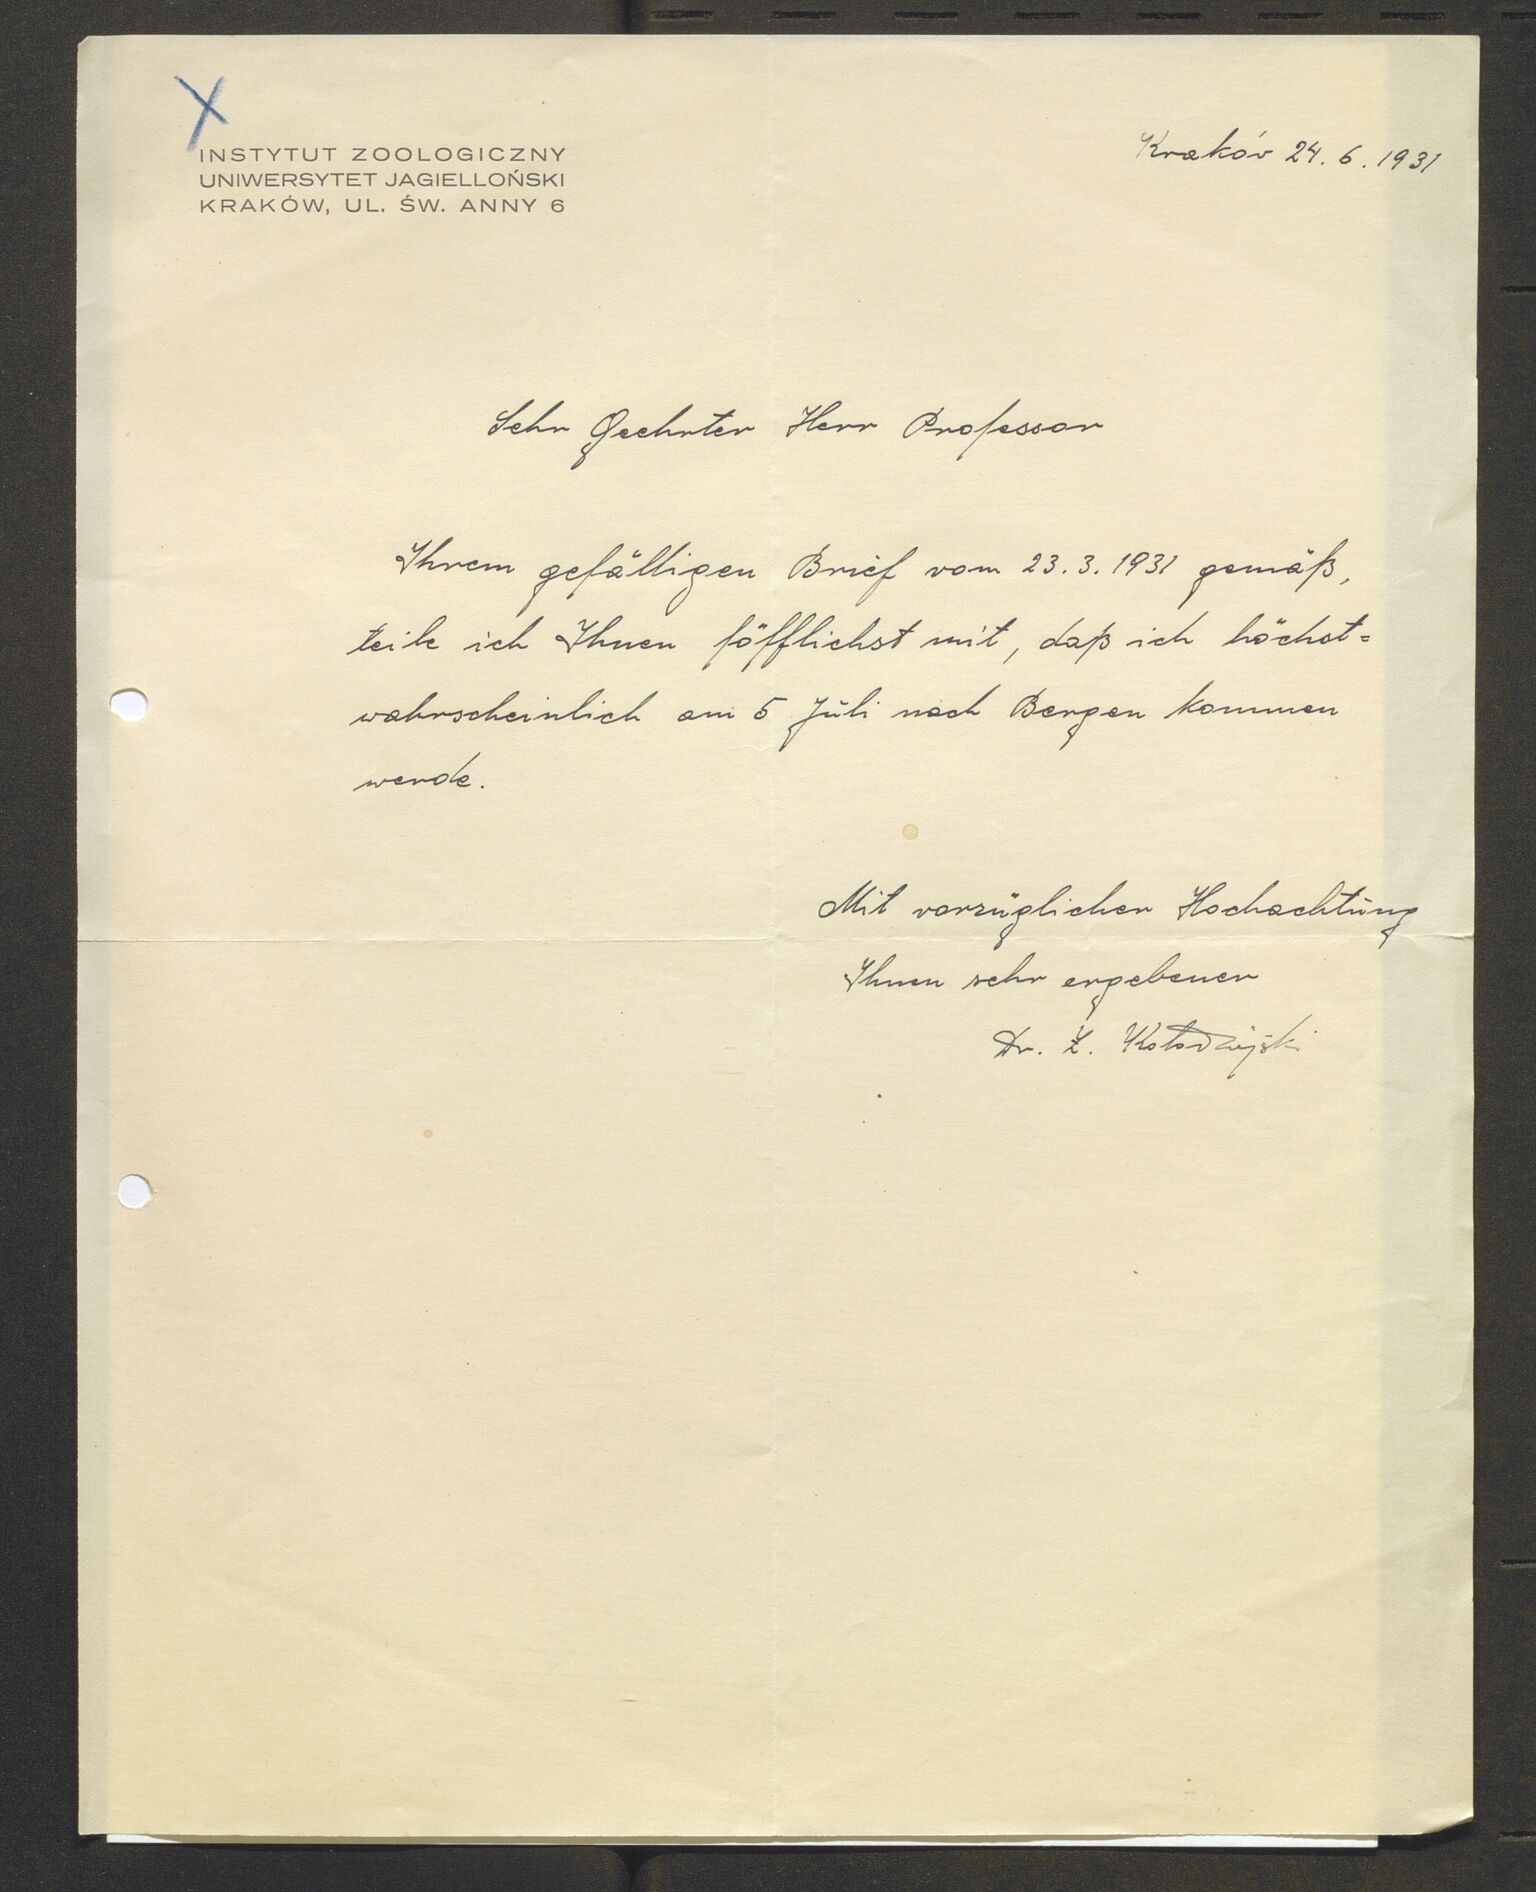 X
INSTYTUT ZOOLOGICZNY
UNIWERSYTET JAGIELLOŃSKI
KRAKÓW, UL. ŚW. ANNY 6
Kraków 24. 6. 1931
Sehr Geehrter Herr Professor
Ihrem gefälligen Brief vom 23. 3. 1931 gemäß,
teile ich Ihnen föfflichst mit, daß ich höchst=
wahrscheinlich am 5 Juli nach Bergen kommen
werde.
Mit vorzüglicher Hochachtung
Ihnen sehr ergebener
Dr. Z. Kołodziejski